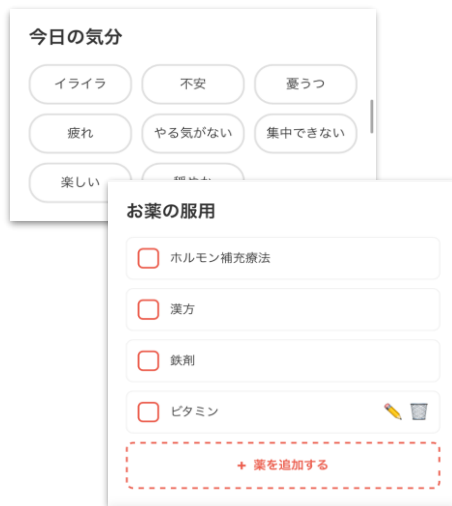 今日の気分
イライラ
不安
憂うつ
疲れ
やる気がない
集中できない
楽しい
お薬の服用
ホルモン補充療法
漢方
鉄剤
ビタミン
+ 薬を追加する